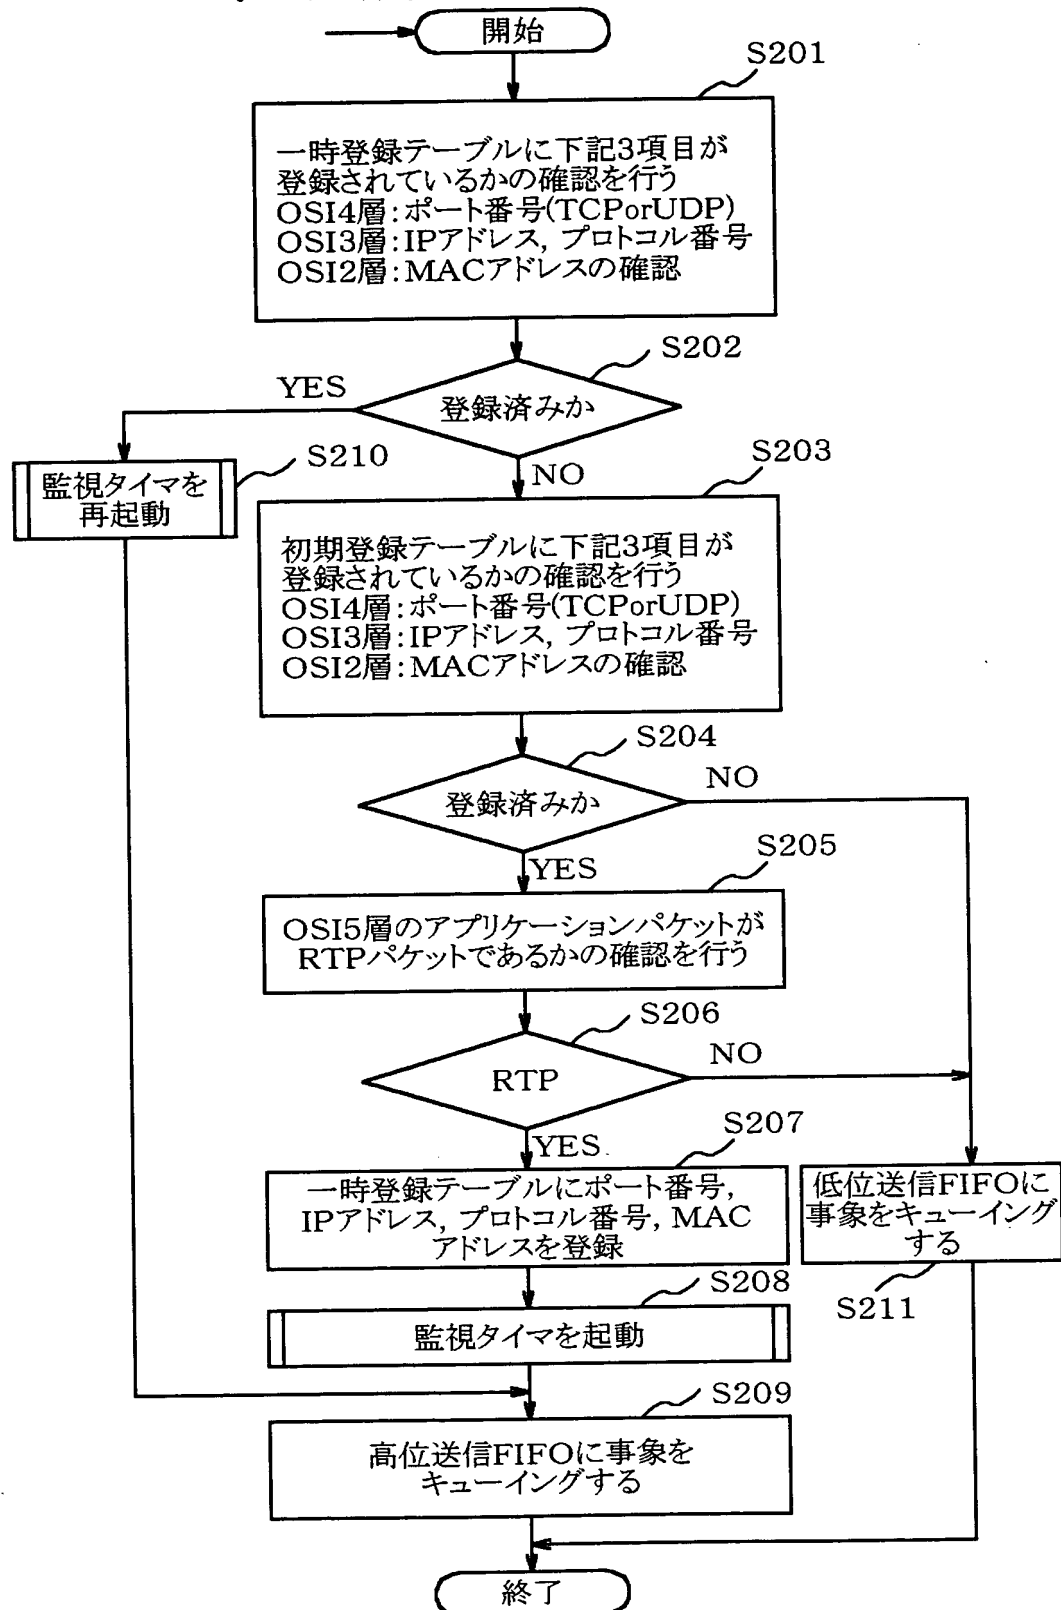 開始
S201
一時登録テーブルに下記3項目が
登録されているかの確認を行う
OSI4層:ポート番号(TCPorUDP)
OSI3層:IPアドレス, プロトコル番号
OSI2層:MACアドレスの確認
S202
YES
登録済みか
S210
監視タイマを
再起動
NO
S203
初期登録テーブルに下記3項目が
登録されているかの確認を行う
OSI4層:ポート番号(TCPorUDP)
OSI3層:IPアドレス, プロトコル番号
OSI2層:MACアドレスの確認
S204
NO
登録済みか
YES
S205
OSI5層のアプリケーションパケットが
RTPパケットであるかの確認を行う
S206
NO
RTP
YES
S207
一時登録テーブルにポート番号,
IPアドレス, プロトコル番号, MAC
アドレスを登録
低位送信FIFOに
事象をキューイング
する
S211
S208
監視タイマを起動
S209
高位送信FIFOに事象を
キューイングする
終了